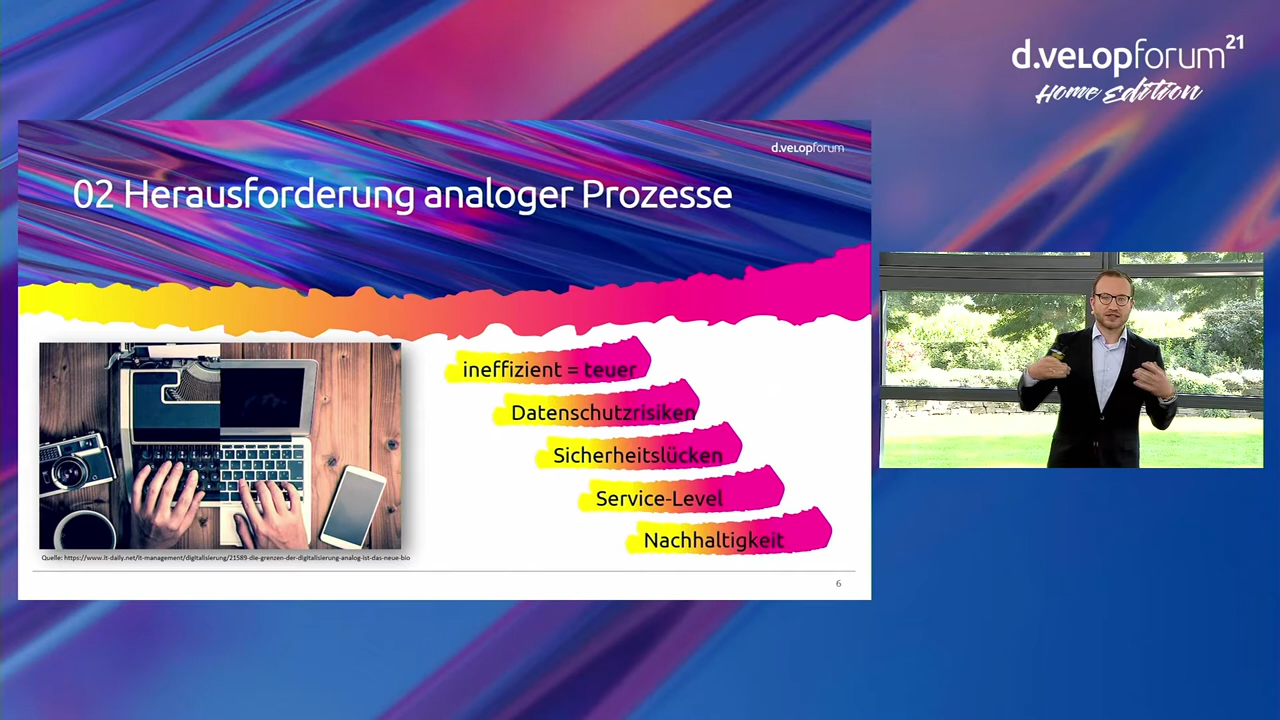 d.velopforum21
Home Edition
d.velopforum
02 Herausforderung analoger Prozesse
ineffizient = teuer
Datenschutzrisiken
Sicherheitslücken
Service-Level
Nachhaltigkeit
Quelle: https://www.it-daily.net/it-management/digitalisierung/21589-die-grenzen-der-digitalisierung-analog-ist-das-neue-bio
6